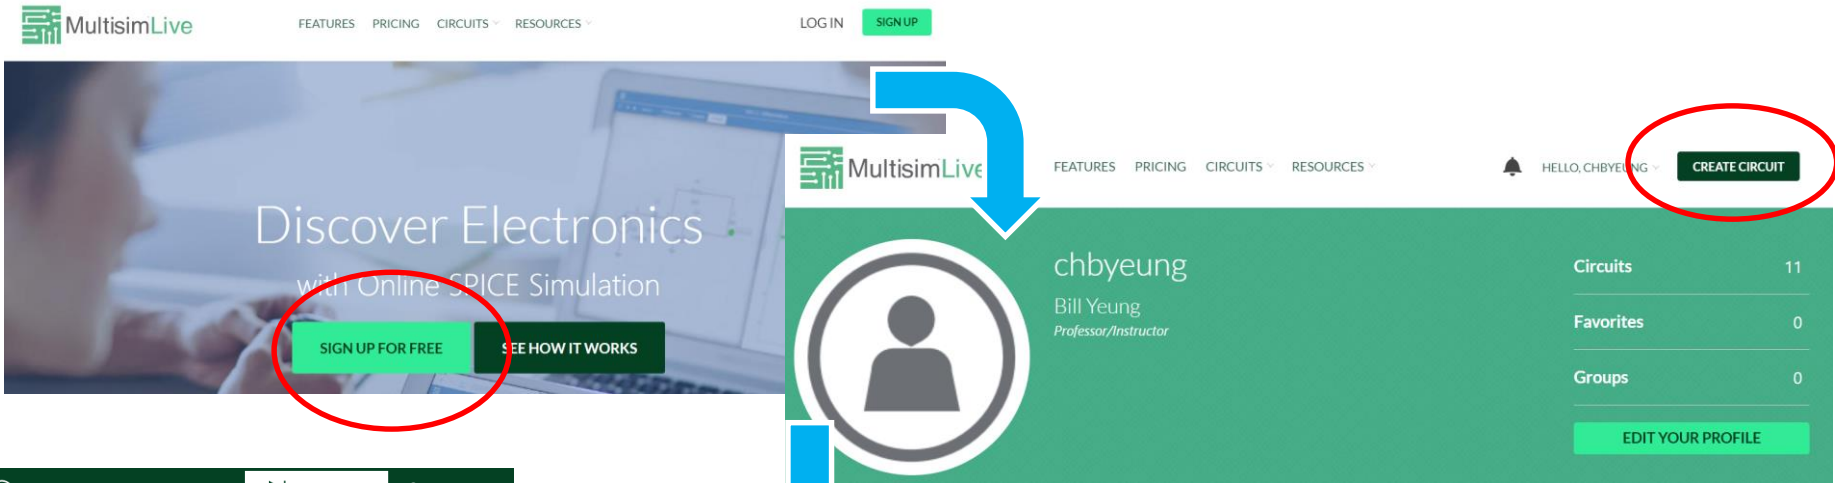 MultisimLive
FEATURES PRICING CIRCUITS RESOURCES
LOG IN SIGN UP
Discover Electronics
with Online SPICE Simulation
SIGN UP FOR FREE SEE HOW IT WORKS
MultisimLive
FEATURES PRICING CIRCUITS RESOURCES
HELLO, CHBYEUNG CREATE CIRCUIT
chbyeung
Bill Yeung
Professor/Instructor
Circuits 11
Favorites 0
Groups 0
EDIT YOUR PROFILE